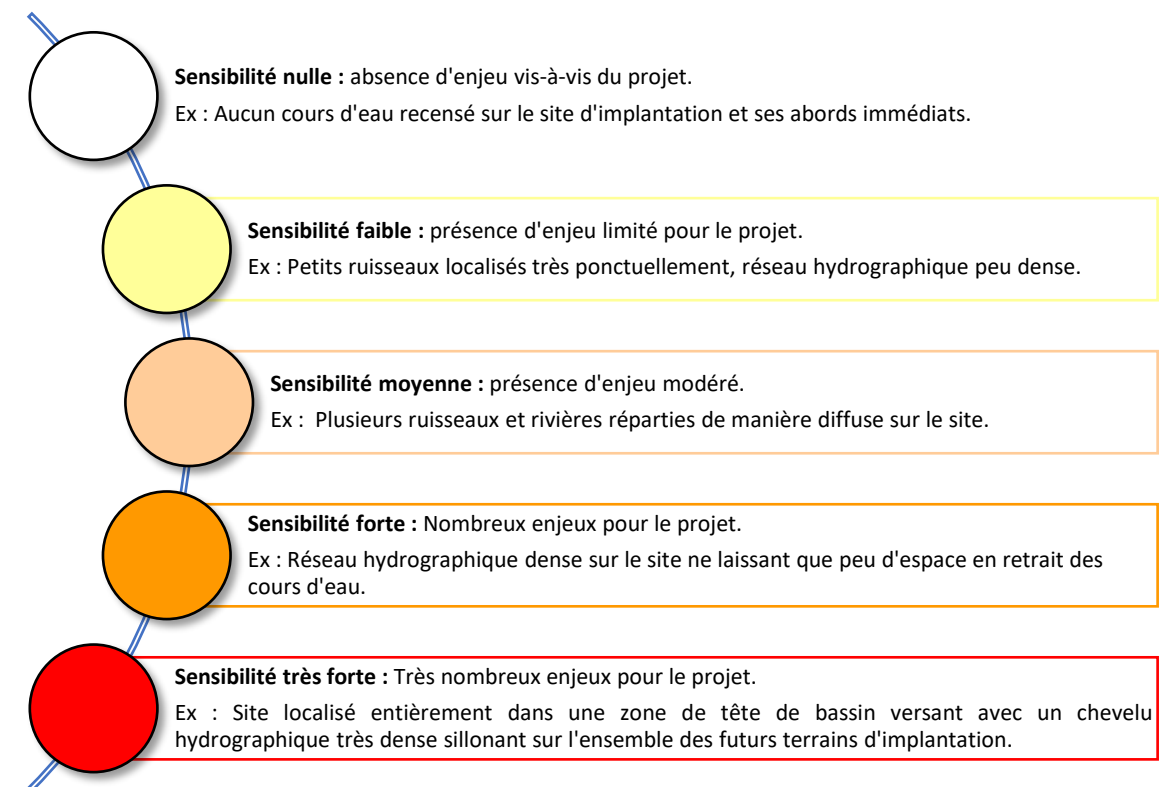 Sensibilité nulle : absence d'enjeu vis-à-vis du projet.
Ex : Aucun cours d'eau recensé sur le site d'implantation et ses abords immédiats.
Sensibilité faible : présence d'enjeu limité pour le projet.
Ex : Petits ruisseaux localisés très ponctuellement, réseau hydrographique peu dense.
Sensibilité moyenne : présence d'enjeu modéré.
Ex : Plusieurs ruisseaux et rivières réparties de manière diffuse sur le site.
Sensibilité forte : Nombreux enjeux pour le projet.
Ex : Réseau hydrographique dense sur le site ne laissant que peu d'espace en retrait des
cours d'eau.
Sensibilité très forte : Très nombreux enjeux pour le projet.
Ex : Site localisé entièrement dans une zone de tête de bassin versant avec un chevelu
hydrographique très dense sillonant sur l'ensemble des futurs terrains d'implantation.